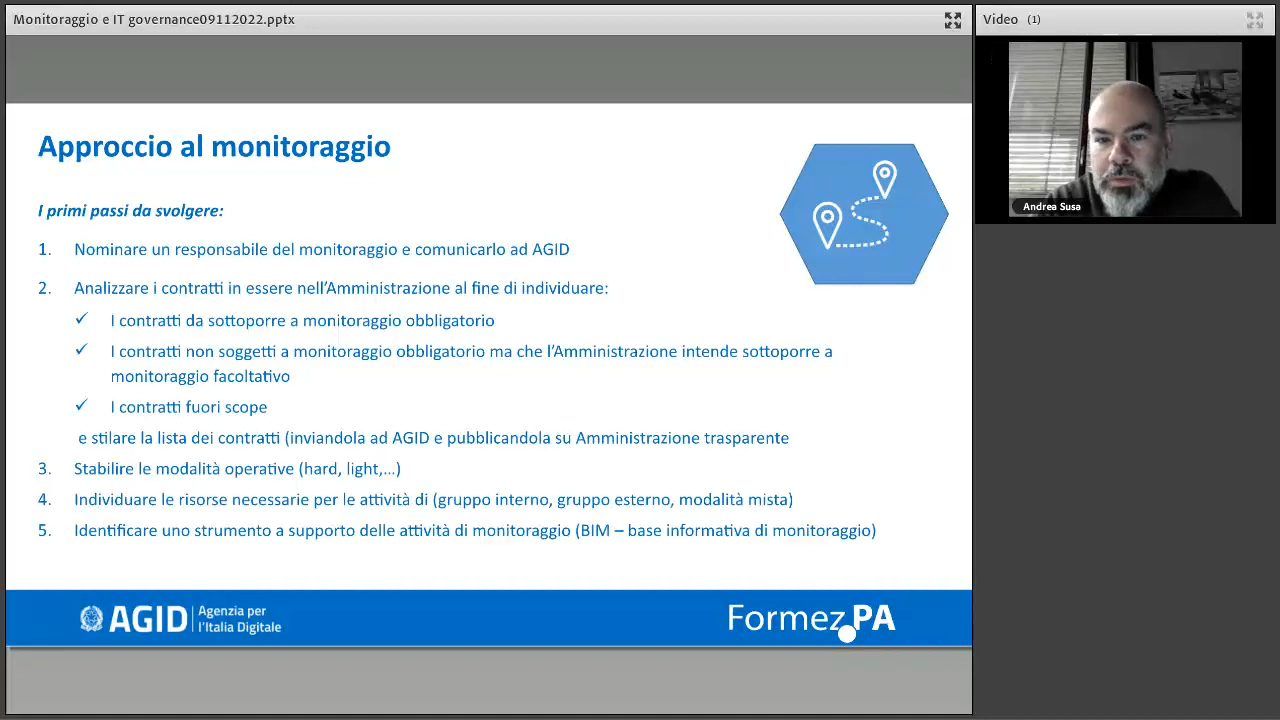 Monitoraggio e IT governance09112022.pptx
Video (1)
Andrea Susa
Approccio al monitoraggio
I primi passi da svolgere:
1. Nominare un responsabile del monitoraggio e comunicarlo ad AGID
2. Analizzare i contratti in essere nell'Amministrazione al fine di individuare:
✓ I contratti da sottoporre a monitoraggio obbligatorio
✓ I contratti non soggetti a monitoraggio obbligatorio ma che l'Amministrazione intende sottoporre a
monitoraggio facoltativo
✓ I contratti fuori scope
e stilare la lista dei contratti (inviandola ad AGID e pubblicandola su Amministrazione trasparente
3. Stabilire le modalità operative (hard, light,...)
4. Individuare le risorse necessarie per le attività di (gruppo interno, gruppo esterno, modalità mista)
5. Identificare uno strumento a supporto delle attività di monitoraggio (BIM – base informativa di monitoraggio)
AGID
Agenzia per
l'Italia Digitale
Formez PA